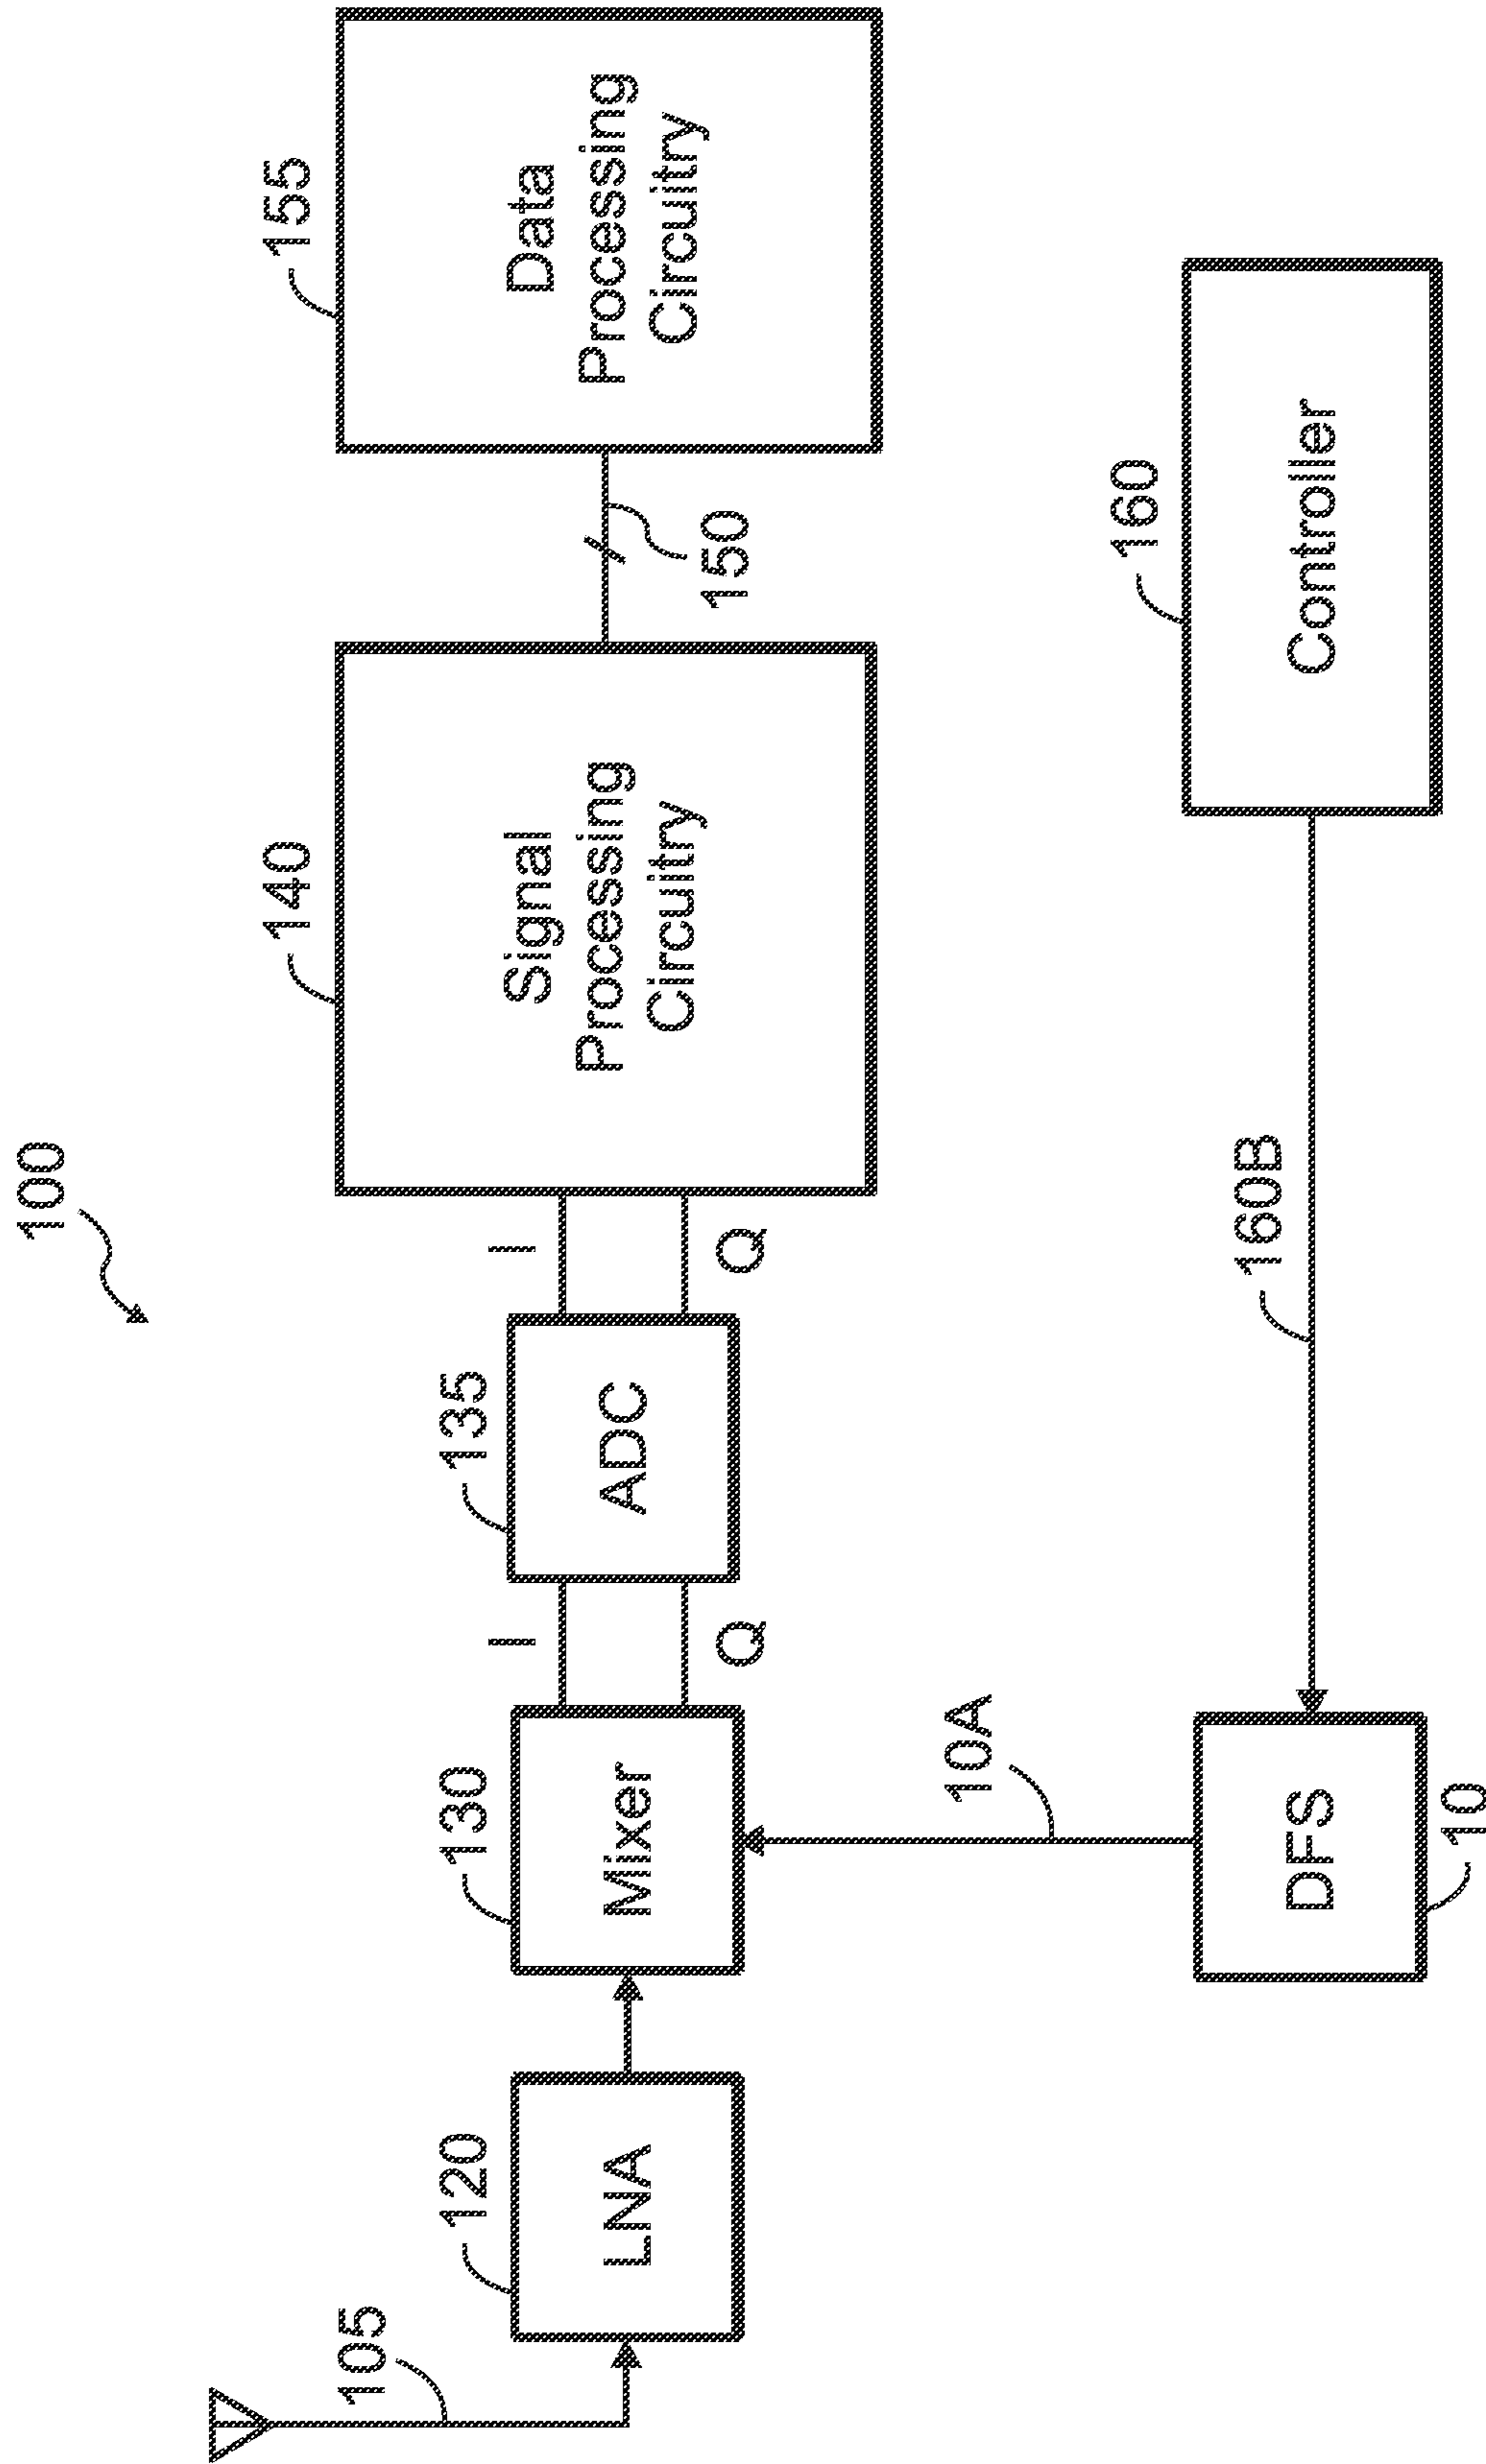 100
105
120
LNA
130
Mixer
I
Q
135
ADC
I
Q
140
Signal
Processing
Circuitry
150
155
Data
Processing
Circuitry
10A
DFS
10
160B
160
Controller